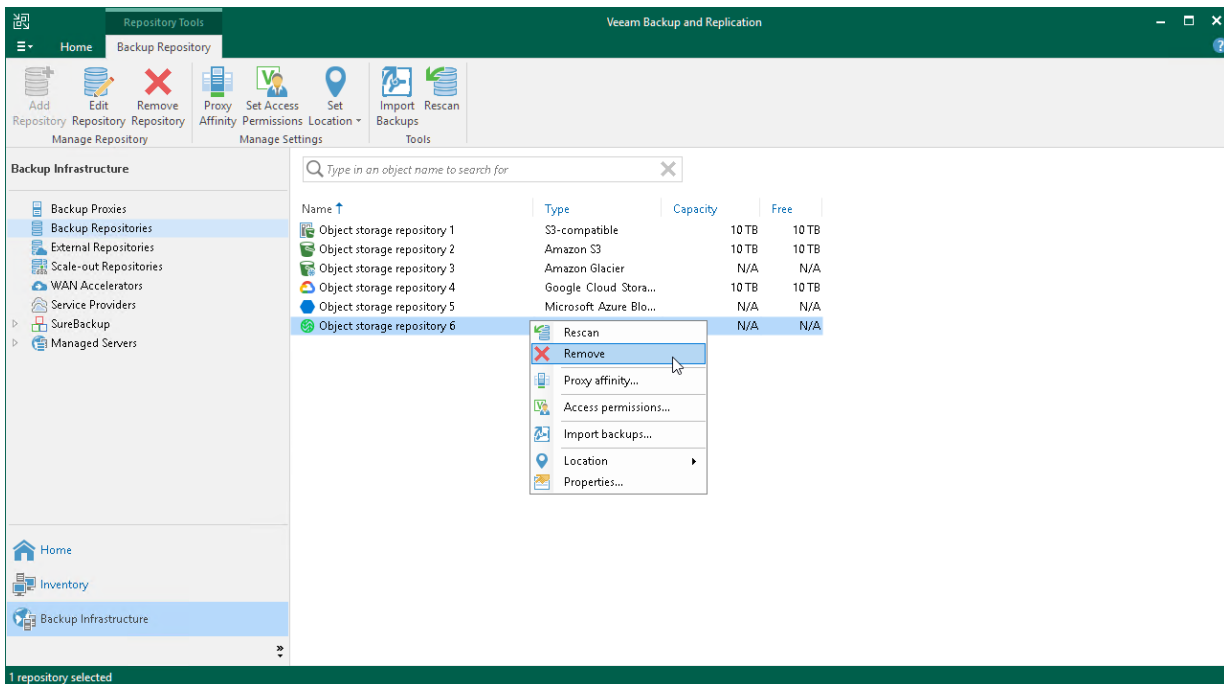 Repository Tools
Veeam Backup and Replication
Home
Backup Repository
Add Repository
Edit Repository
Remove Repository
Proxy Affinity
Set Access Permissions
Set Location
Import Backups
Rescan
Manage Repository
Manage Settings
Tools
Backup Infrastructure
Type in an object name to search for
Backup Proxies
Backup Repositories
External Repositories
Scale-out Repositories
WAN Accelerators
Service Providers
SureBackup
Managed Servers
Name Type Capacity Free
Object storage repository 1 S3-compatible 10 TB 10 TB
Object storage repository 2 Amazon S3 10 TB 10 TB
Object storage repository 3 Amazon Glacier N/A N/A
Object storage repository 4 Google Cloud Stora... 10 TB 10 TB
Object storage repository 5 Microsoft Azure Blo... N/A N/A
Object storage repository 6 N/A N/A
Rescan
Remove
Proxy affinity...
Access permissions...
Import backups...
Location
Properties...
Home
Inventory
Backup Infrastructure
1 repository selected